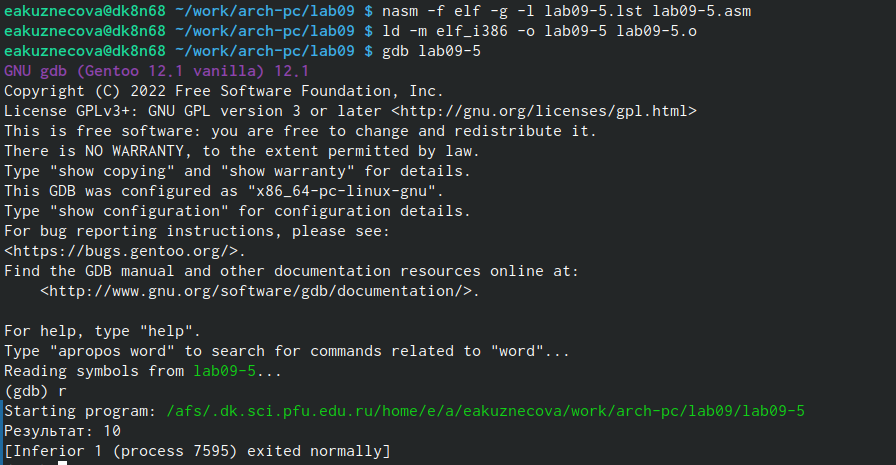 eakuznecova@dk8n68 ~/work/arch-pc/lab09 $ nasm -f elf -g -l lab09-5.lst lab09-5.asm
eakuznecova@dk8n68 ~/work/arch-pc/lab09 $ ld -m elf_i386 -o lab09-5 lab09-5.o
eakuznecova@dk8n68 ~/work/arch-pc/lab09 $ gdb lab09-5
GNU gdb (Gentoo 12.1 vanilla) 12.1
Copyright (C) 2022 Free Software Foundation, Inc.
License GPLv3+: GNU GPL version 3 or later <http://gnu.org/licenses/gpl.html>
This is free software: you are free to change and redistribute it.
There is NO WARRANTY, to the extent permitted by law.
Type "show copying" and "show warranty" for details.
This GDB was configured as "x86_64-pc-linux-gnu".
Type "show configuration" for configuration details.
For bug reporting instructions, please see:
<https://bugs.gentoo.org/>.
Find the GDB manual and other documentation resources online at:
    <http://www.gnu.org/software/gdb/documentation/>.

For help, type "help".
Type "apropos word" to search for commands related to "word"...
Reading symbols from lab09-5...
(gdb) r
Starting program: /afs/.dk.sci.pfu.edu.ru/home/e/a/eakuznecova/work/arch-pc/lab09/lab09-5
Результат: 10
[Inferior 1 (process 7595) exited normally]